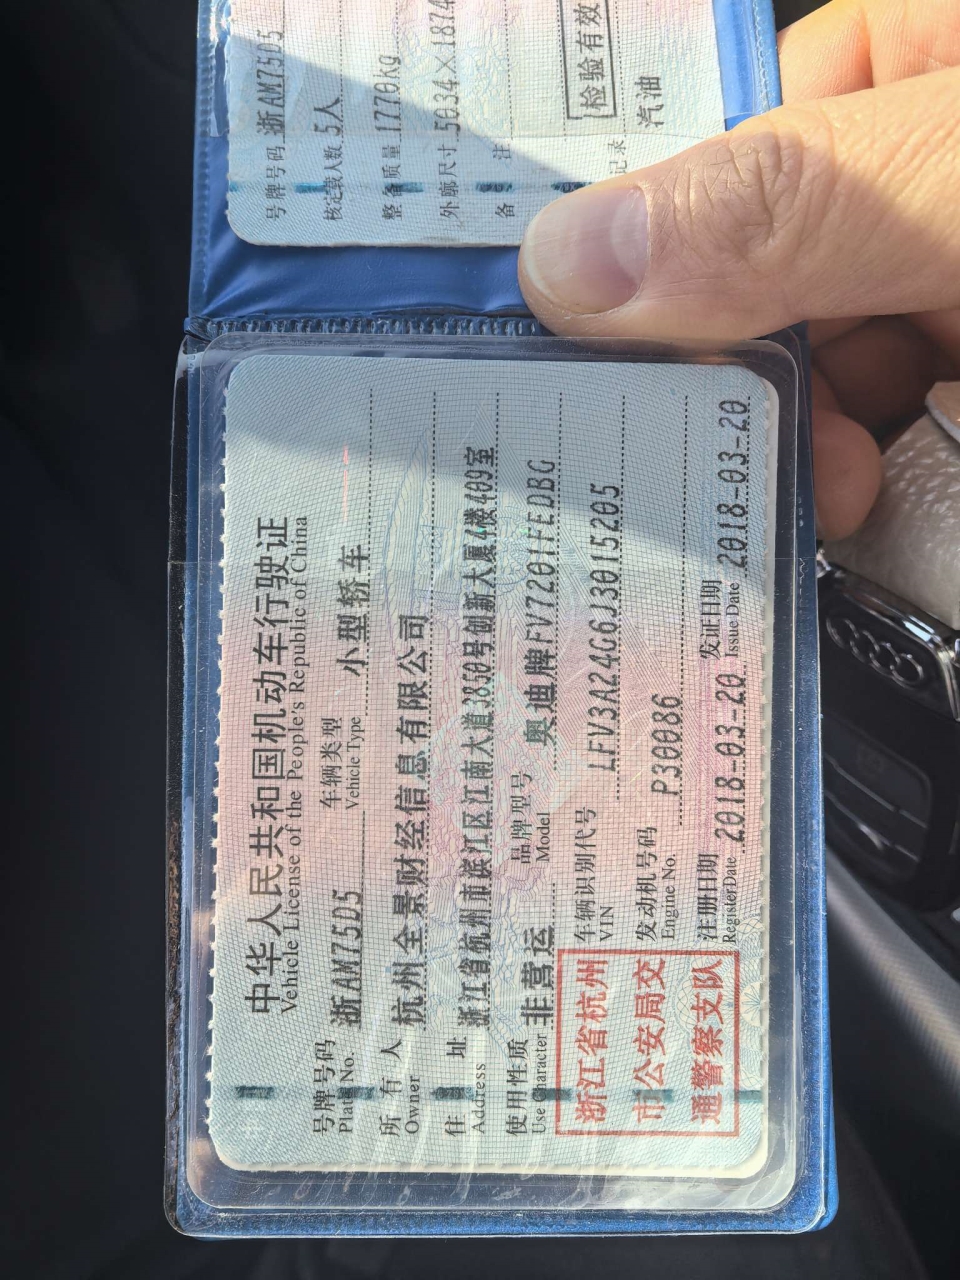 中华人民共和国机动车行驶证
Vehicle License of the People's Republic of China
号牌号码 浙AM75D5 车辆类型 小型轿车
Plate No. Vehicle Type
所有人 杭州全景财经信息有限公司
Owner
住址 浙江省杭州市滨江区江南大道3850号创新大厦4楼409室
Address
使用性质 非营运 品牌型号 奥迪牌FV7201FEDBG
Use Character Model
浙江省杭州
市公安局交
通警察支队
车辆识别代号 LFV3A24G6J3015205
VIN
发动机号码 P30086
Engine No.
注册日期 2018-03-20 发证日期 2018-03-20
RegisterDate Issue Date
号牌号码 浙AM75D5
核定载人数 5人
整备质量 1770kg
外廓尺寸 5034×1874
备注
检验有效
记录 汽油